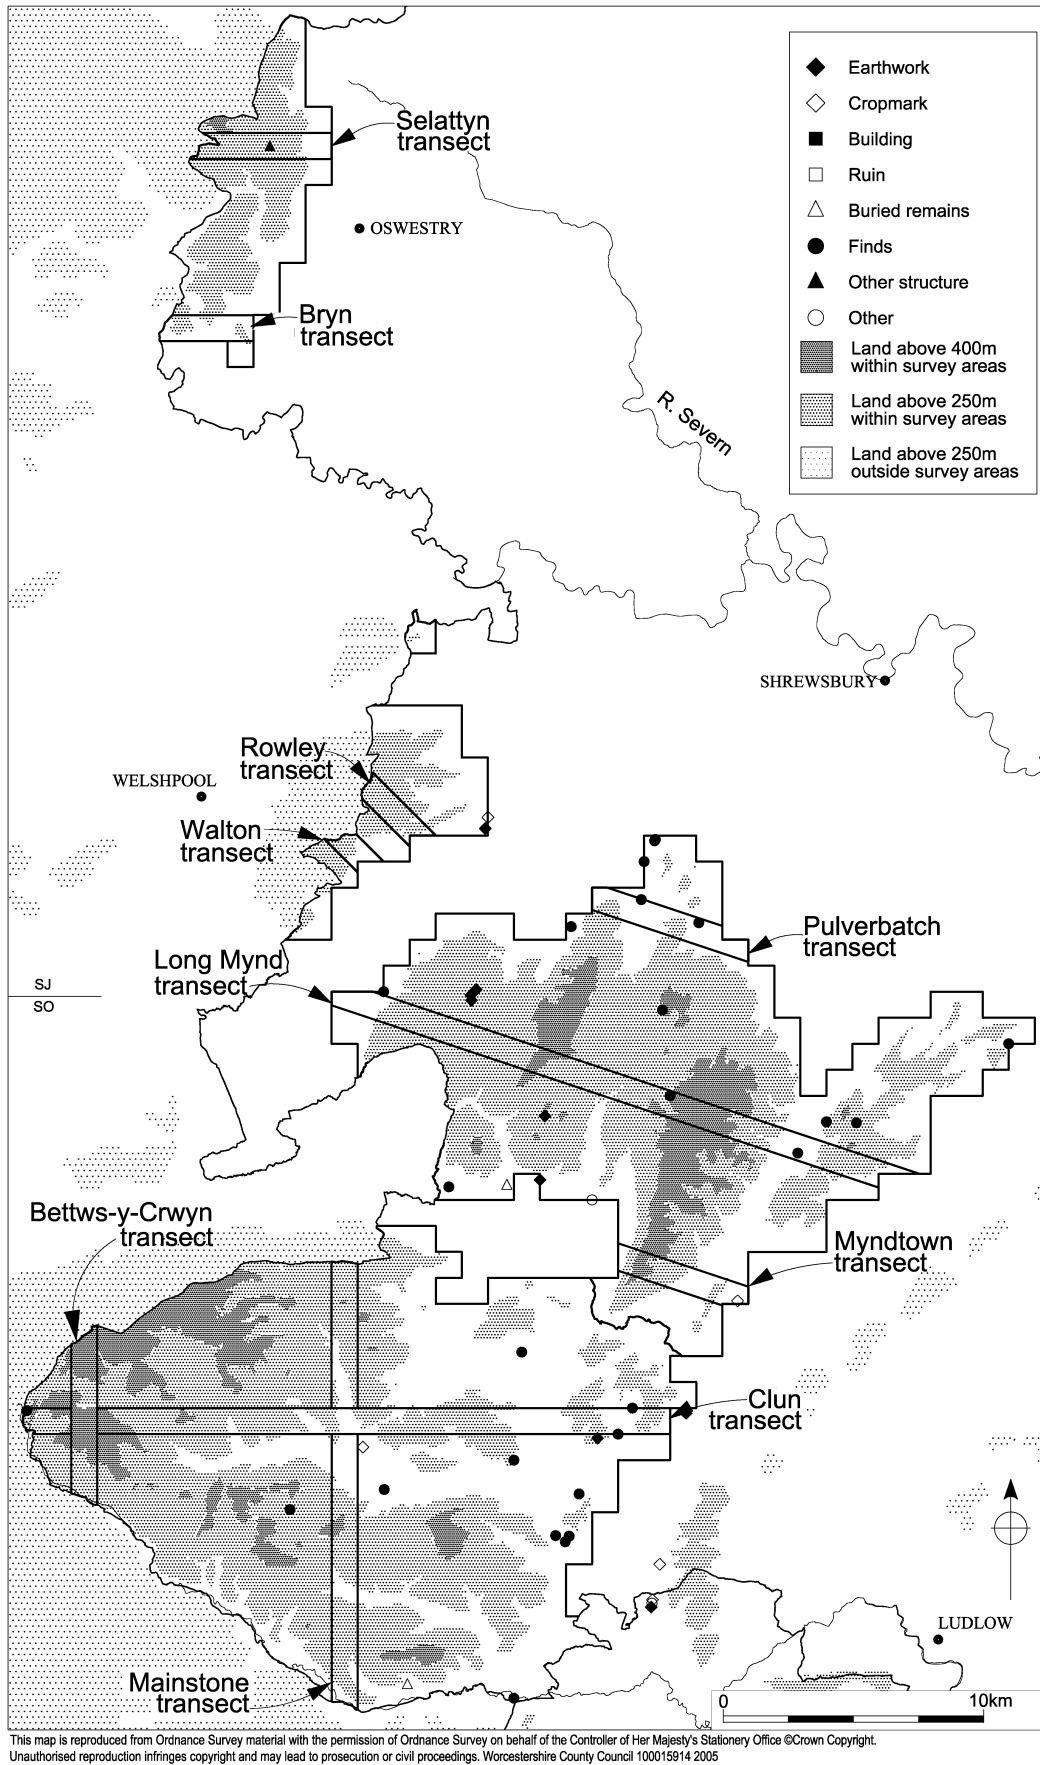 Selattyn
transect
OSWESTRY
Bryn
transect
R. Severn
Earthwork
Cropmark
Building
Ruin
Buried remains
Finds
Other structure
Other
Land above 400m
within survey areas
Land above 250m
within survey areas
Land above 250m
outside survey areas
SHREWSBURY
Rowley
transect
WELSHPOOL
Walton
transect
Pulverbatch
transect
Long Mynd
transect
SJ
SO
Bettws-y-Crwyn
transect
Myndtown
transect
Clun
transect
LUDLOW
Mainstone
transect
0 10km
This map is reproduced from Ordnance Survey material with the permission of Ordnance Survey on behalf of the Controller of Her Majesty's Stationery Office ©Crown Copyright.
Unauthorised reproduction infringes copyright and may lead to prosecution or civil proceedings. Worcestershire County Council 100015914 2005